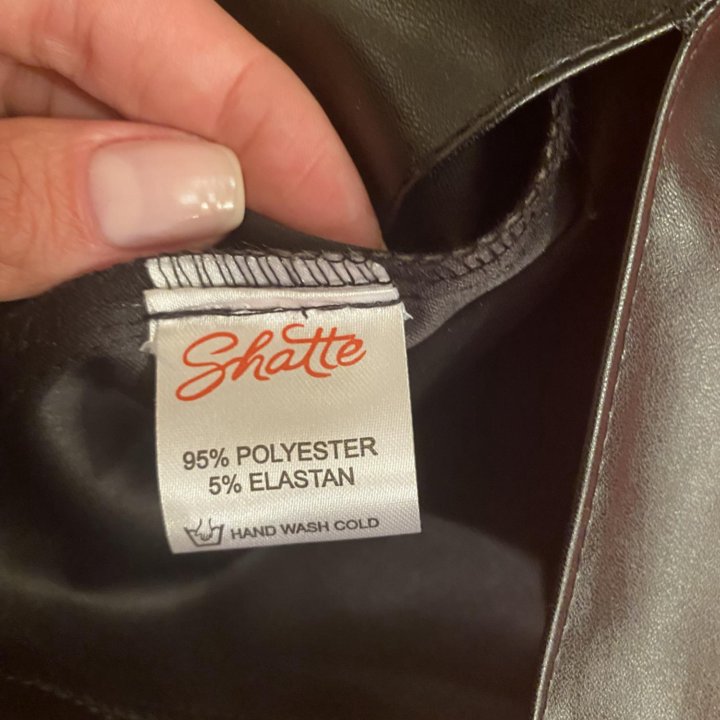 Shatte
95% POLYESTER
5% ELASTAN
HAND WASH COLD